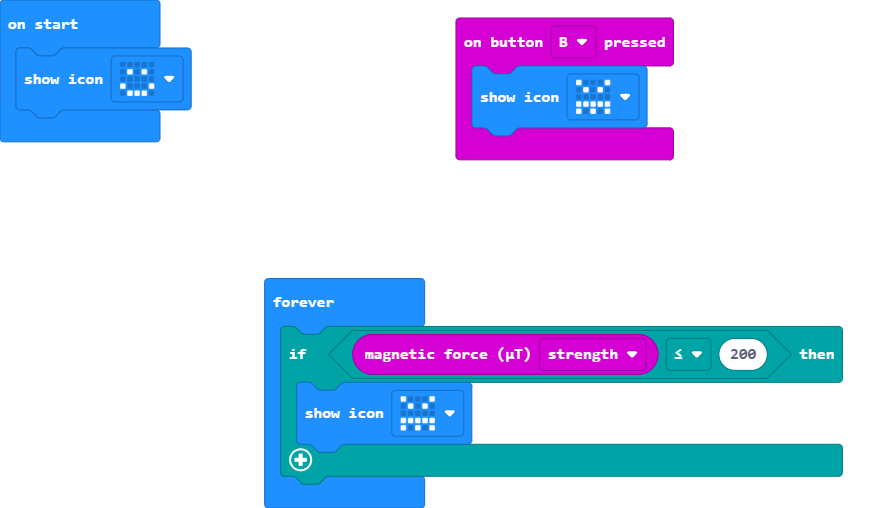 on start
show icon
on button B pressed
show icon
forever
if magnetic force (µT) strength ≤ 200 then
show icon